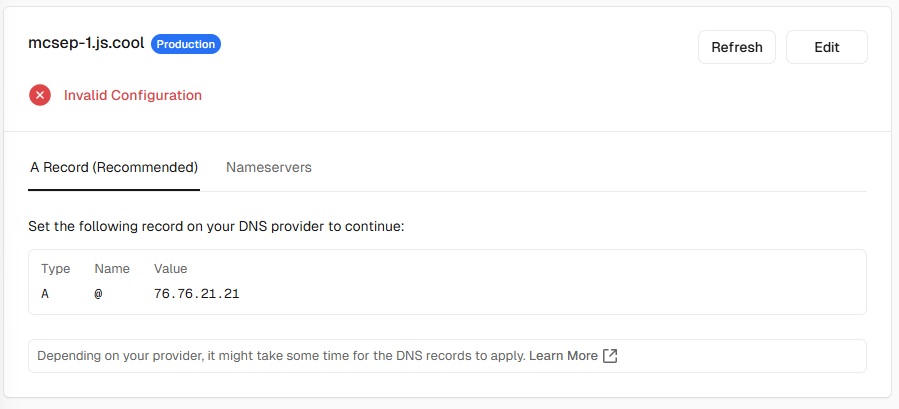 mcsep-1.js.cool Production
Refresh
Edit
Invalid Configuration
A Record (Recommended) Nameservers
Set the following record on your DNS provider to continue:
Type Name Value
A @ 76.76.21.21
Depending on your provider, it might take some time for the DNS records to apply. Learn More